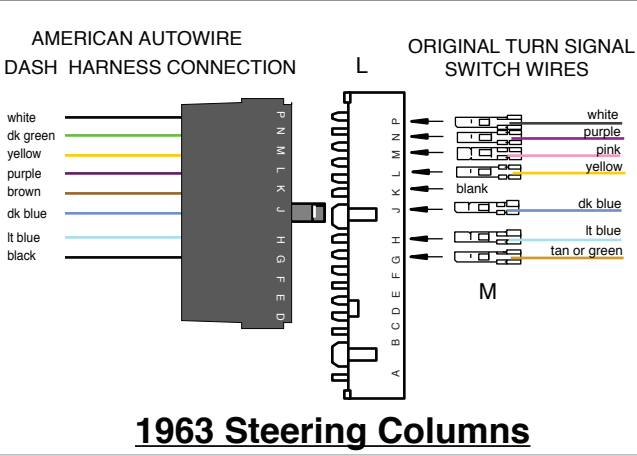 AMERICAN AUTOWIRE
DASH HARNESS CONNECTION
L
ORIGINAL TURN SIGNAL
SWITCH WIRES
white
dk green
yellow
purple
brown
dk blue
lt blue
black
P
N
M
L
K
J
H
G
F
E
D
P
N
M
L
K
J
H
G
F
E
D
C
B
A
white
purple
pink
yellow
blank
dk blue
lt blue
tan or green
M
1963 Steering Columns